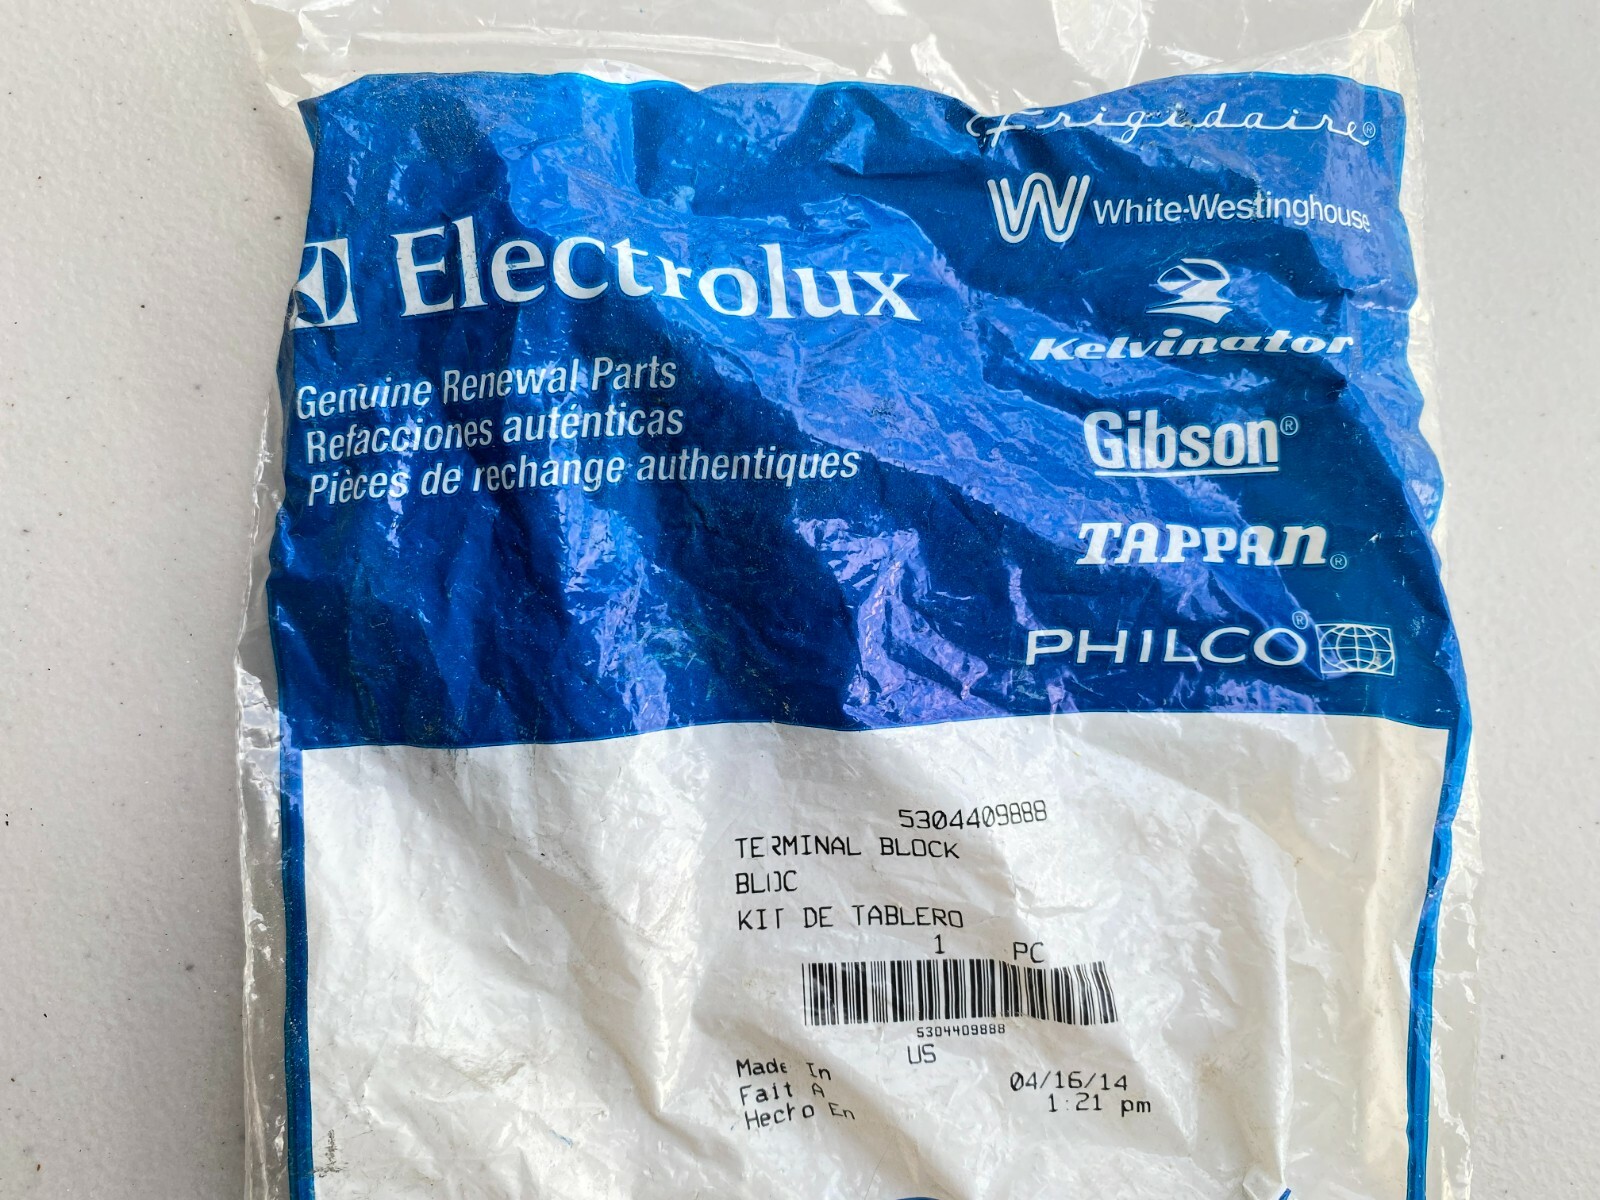 Frigidaire®
White-Westinghouse
Electrolux
Kelvinator
Genuine Renewal Parts
Refacciones auténticas
Pièces de rechange authentiques
Gibson®
TAPPAN®
PHILCO®
5304409888
TERMINAL BLOCK
BLOC
KIT DE TABLERO
1 PC
5304409888
US
Made In
Fait A
Hecho En
04/16/14
1:21 pm